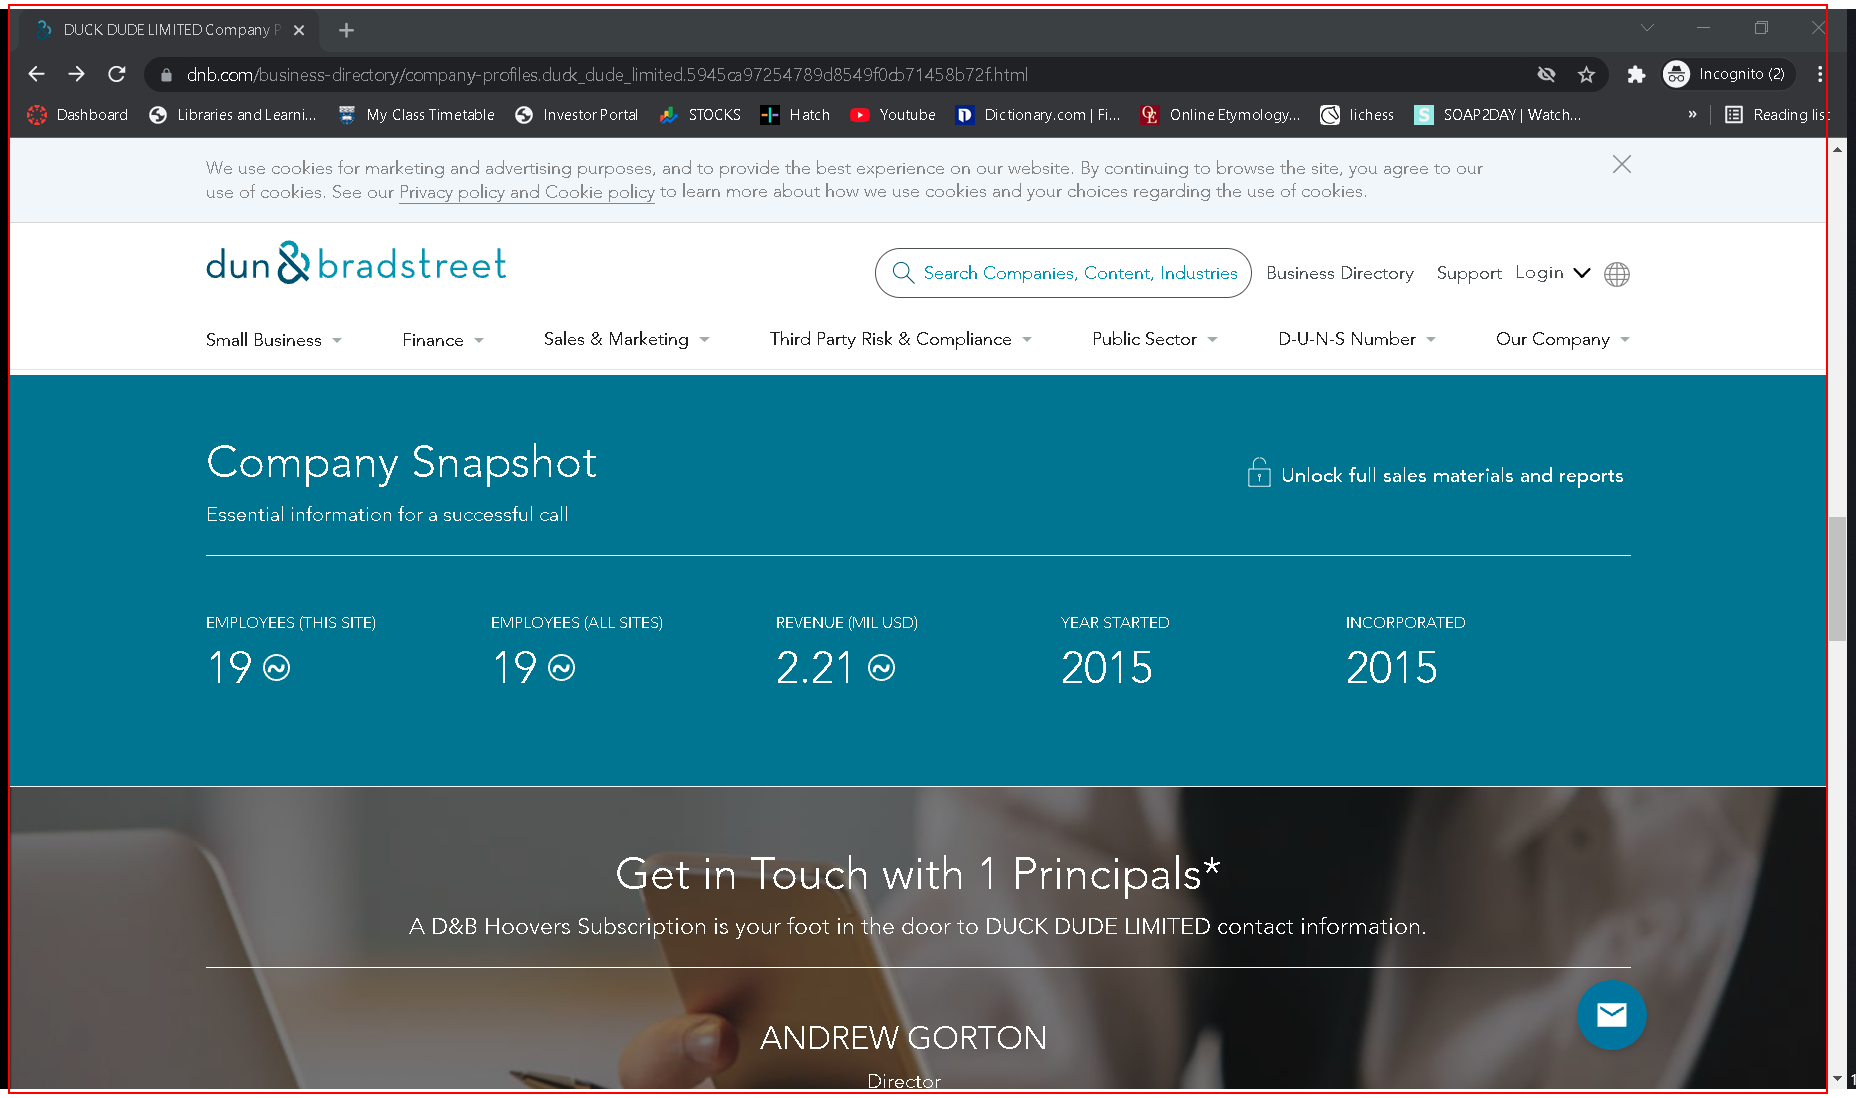 DUCK DUDE LIMITED Company P
dnb.com/business-directory/company-profiles.duck_dude_limited.5945ca97254789d8549f0cb71458b72f.html
Incognito (2)
Dashboard Libraries and Learni... My Class Timetable Investor Portal STOCKS Hatch Youtube Dictionary.com | Fi... Online Etymology... lichess SOAP2DAY | Watch... » Reading list
We use cookies for marketing and advertising purposes, and to provide the best experience on our website. By continuing to browse the site, you agree to our
use of cookies. See our Privacy policy and Cookie policy to learn more about how we use cookies and your choices regarding the use of cookies.
dun & bradstreet
Search Companies, Content, Industries Business Directory Support Login
Small Business Finance Sales & Marketing Third Party Risk & Compliance Public Sector D-U-N-S Number Our Company
Company Snapshot
Unlock full sales materials and reports
Essential information for a successful call
EMPLOYEES (THIS SITE) EMPLOYEES (ALL SITES) REVENUE (MIL USD) YEAR STARTED INCORPORATED
19 19 2.21 2015 2015
Get in Touch with 1 Principals*
A D&B Hoovers Subscription is your foot in the door to DUCK DUDE LIMITED contact information.
ANDREW GORTON
Director